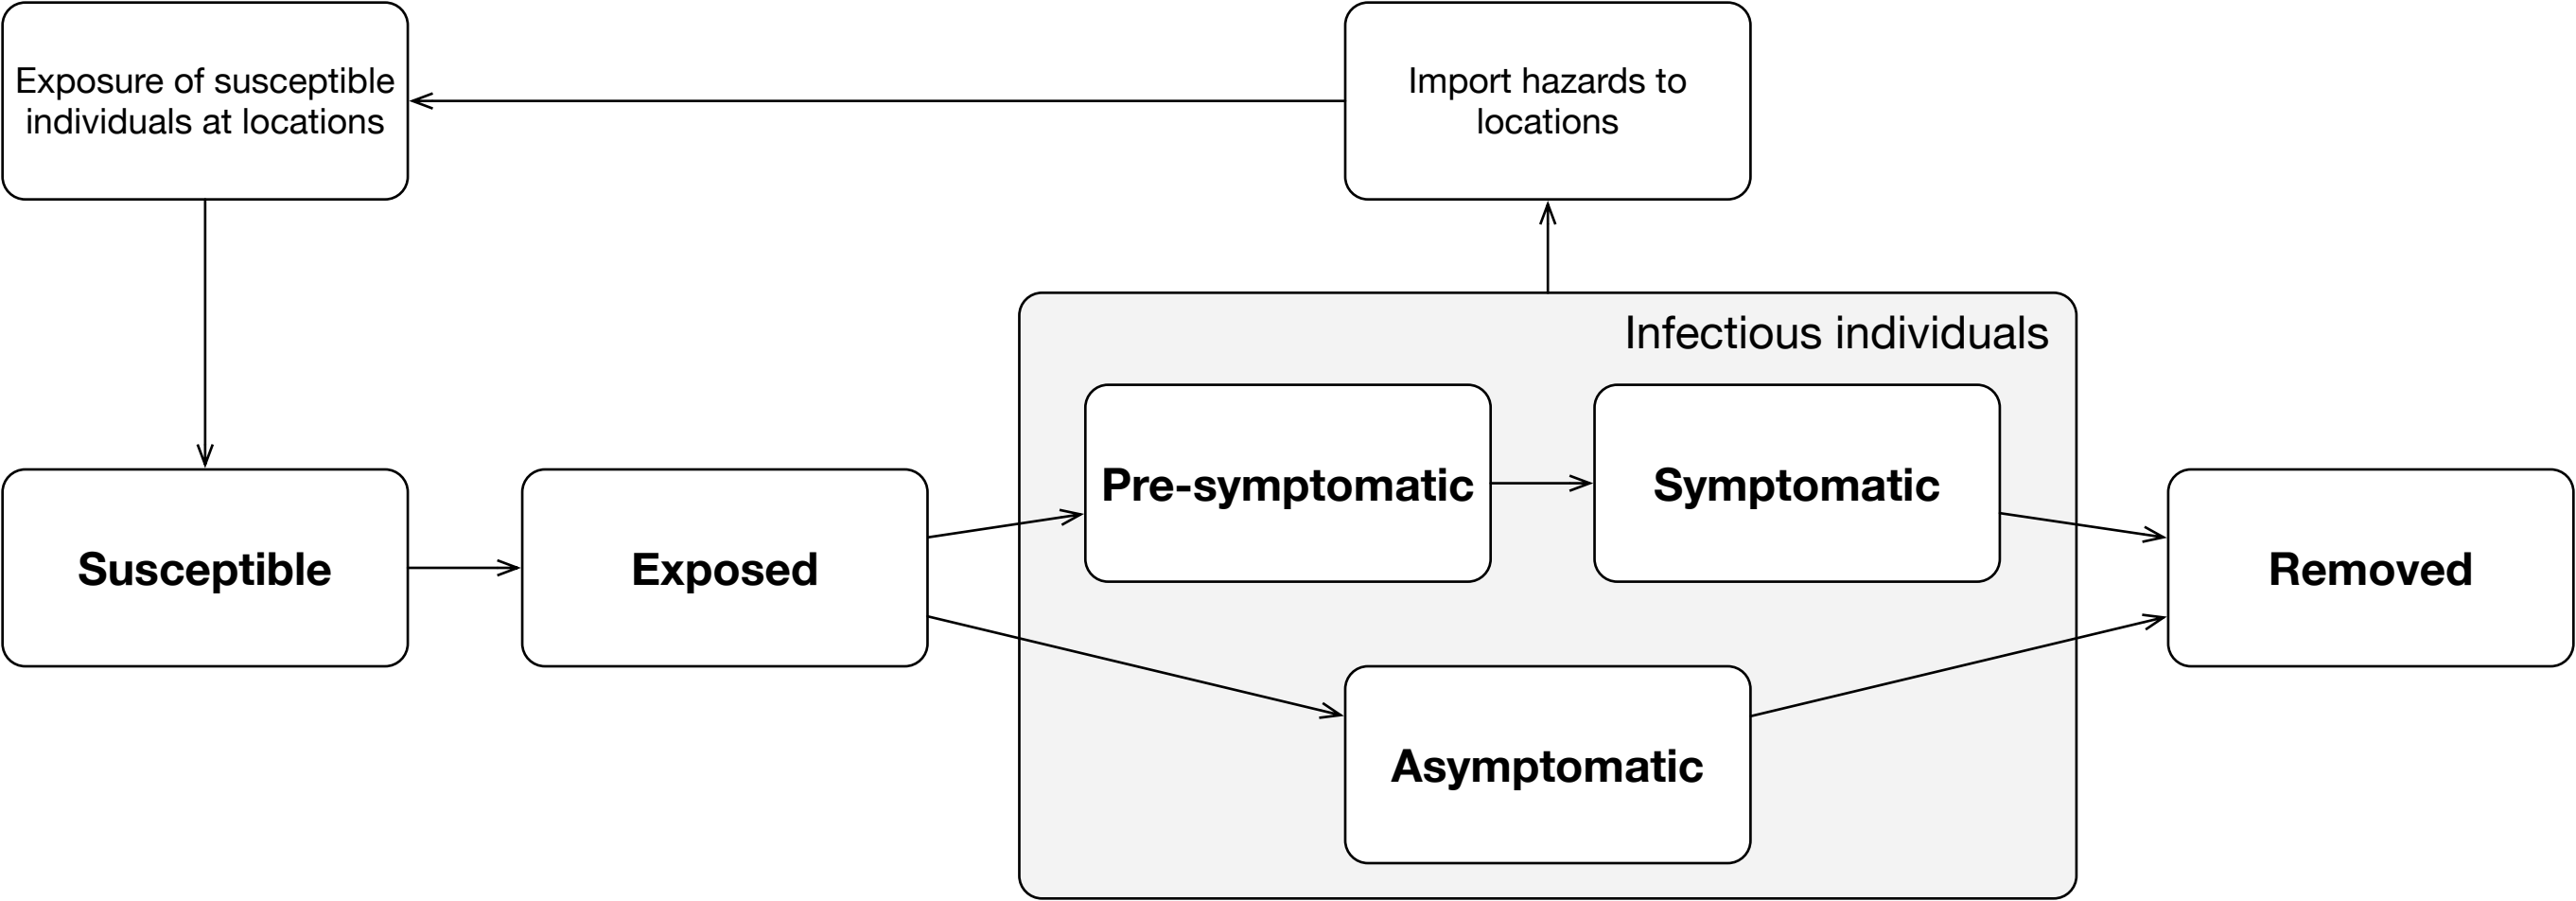 Exposure of susceptible
individuals at locations
Import hazards to
locations
Infectious individuals
Pre-symptomatic
Symptomatic
Susceptible
Exposed
Removed
Asymptomatic